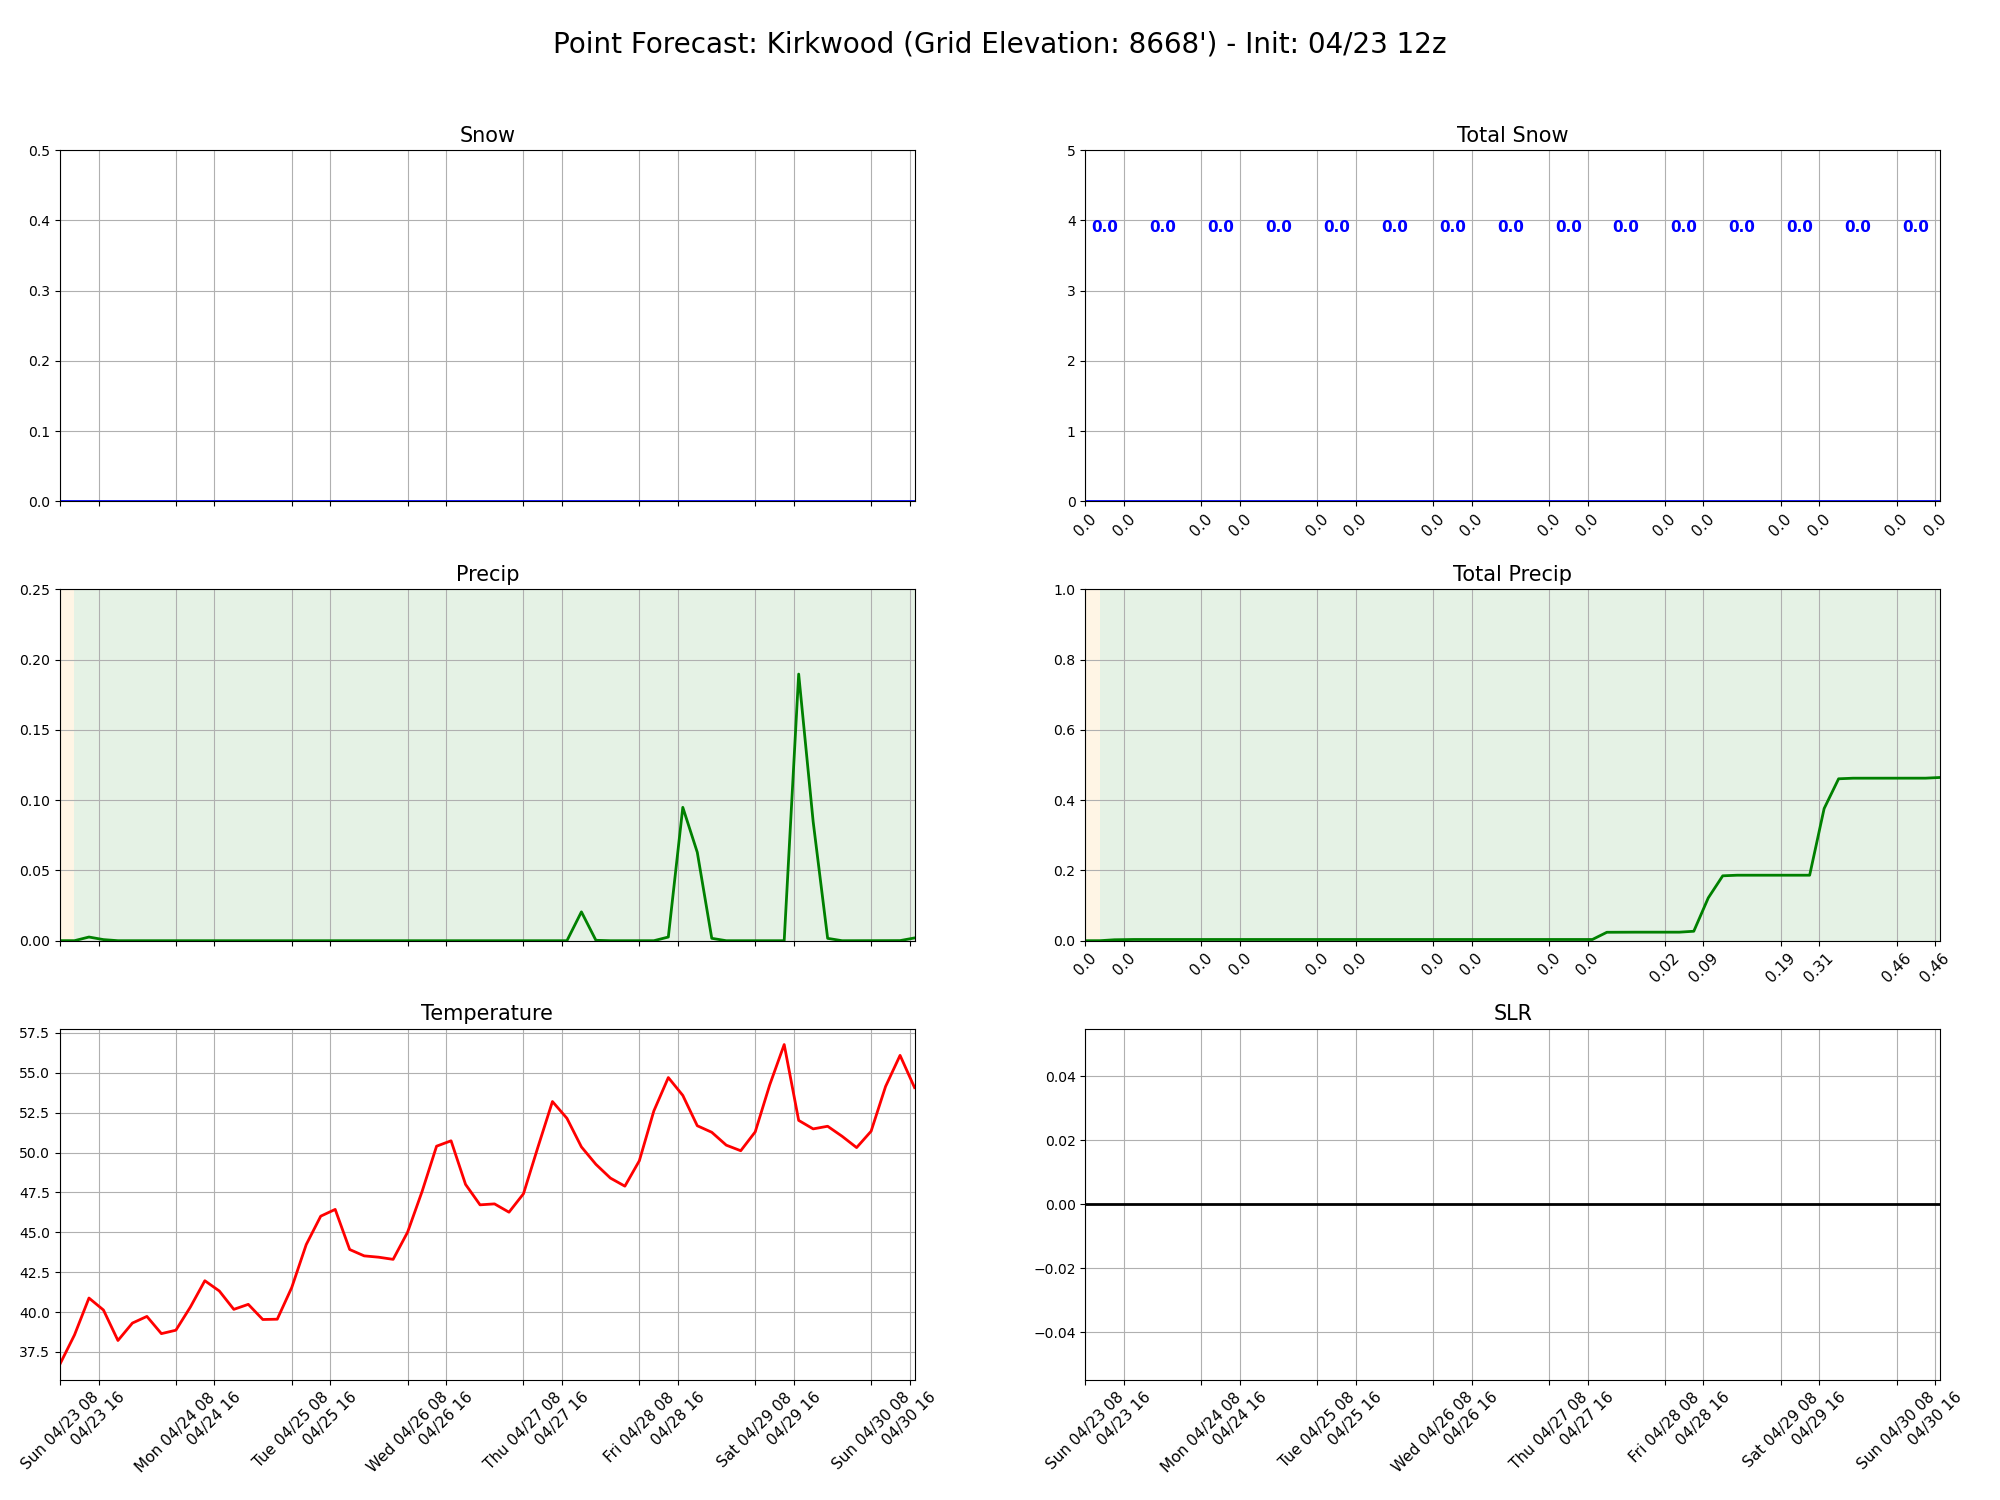 Point Forecast: Kirkwood (Grid Elevation: 8668') - Init: 04/23 12z
Snow
0.5
0.4
0.3
0.2
0.1
0.0
Total Snow
5
4
3
2
1
0
0.0 0.0 0.0 0.0 0.0 0.0 0.0 0.0 0.0 0.0 0.0 0.0 0.0 0.0 0.0
0.0 0.0 0.0 0.0 0.0 0.0 0.0 0.0 0.0 0.0 0.0 0.0 0.0 0.0 0.0 0.0
Precip
0.25
0.20
0.15
0.10
0.05
0.00
Total Precip
1.0
0.8
0.6
0.4
0.2
0.0
0.0 0.0 0.0 0.0 0.0 0.0 0.0 0.0 0.0 0.0 0.02 0.09 0.19 0.31 0.46 0.46
Temperature
57.5
55.0
52.5
50.0
47.5
45.0
42.5
40.0
37.5
Sun 04/23 08
04/23 16
Mon 04/24 08
04/24 16
Tue 04/25 08
04/25 16
Wed 04/26 08
04/26 16
Thu 04/27 08
04/27 16
Fri 04/28 08
04/28 16
Sat 04/29 08
04/29 16
Sun 04/30 08
04/30 16
SLR
0.04
0.02
0.00
−0.02
−0.04
Sun 04/23 08
04/23 16
Mon 04/24 08
04/24 16
Tue 04/25 08
04/25 16
Wed 04/26 08
04/26 16
Thu 04/27 08
04/27 16
Fri 04/28 08
04/28 16
Sat 04/29 08
04/29 16
Sun 04/30 08
04/30 16